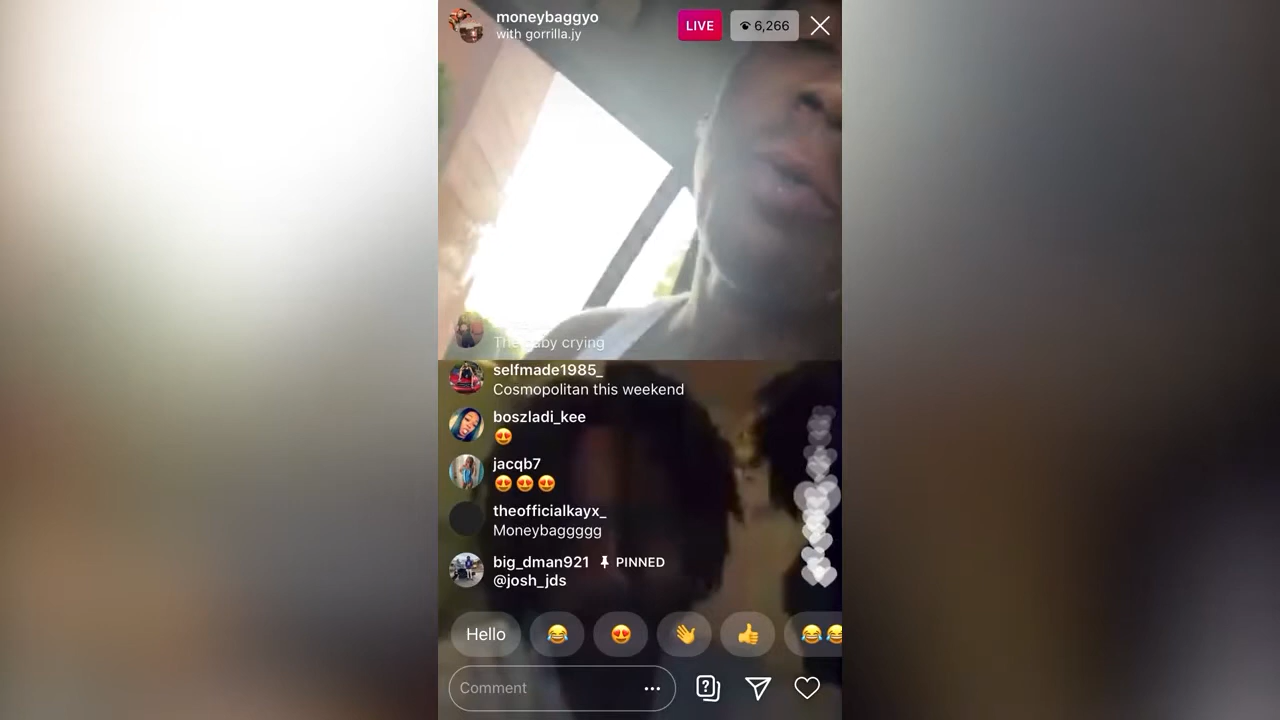 moneybaggyo
with gorrilla.jy
LIVE
6,266
The baby crying
selfmade1985_
Cosmopolitan this weekend
boszladi_kee
😍
jacqb7
😍😍😍
theofficialkayx_
Moneybaggggg
big_dman921 PINNED
@josh_jds
Hello 😂 😍 👋 👍 😂😂
Comment